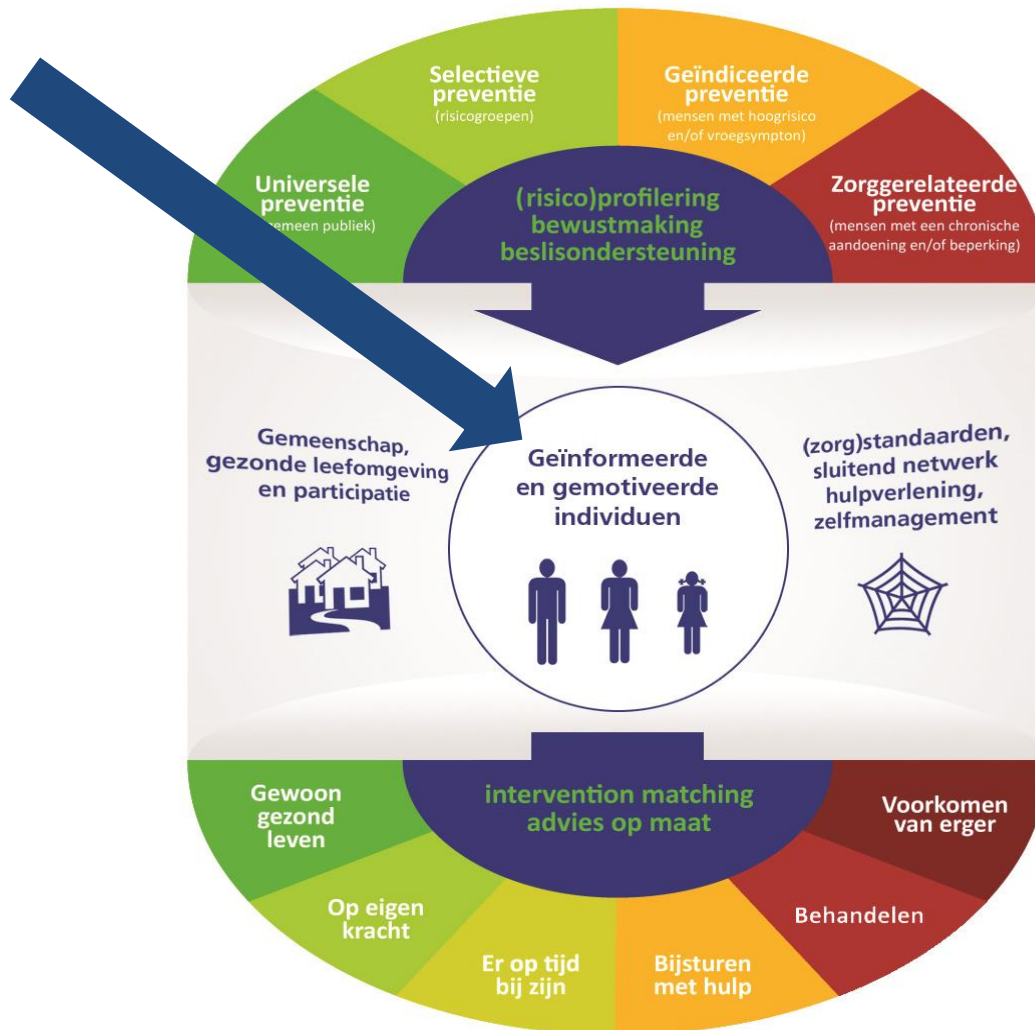 Selectieve
preventie
(risicogroepen)
Geïndiceerde
preventie
(mensen met hoogrisico
en/of vroegsympton)
Universele
preventie
emeen publiek)
Zorggerelateerde
preventie
(mensen met een chronische
aandoening en/of beperking)
(risico)profilering
bewustmaking
beslisondersteuning
Gemeenschap,
gezonde leefomgeving
en participatie
Geïnformeerde
en gemotiveerde
individuen
(zorg)standaarden,
sluitend netwerk
hulpverlening,
zelfmanagement
intervention matching
advies op maat
Gewoon
gezond
leven
Op eigen
kracht
Er op tijd
bij zijn
Bijsturen
met hulp
Behandelen
Voorkomen
van erger